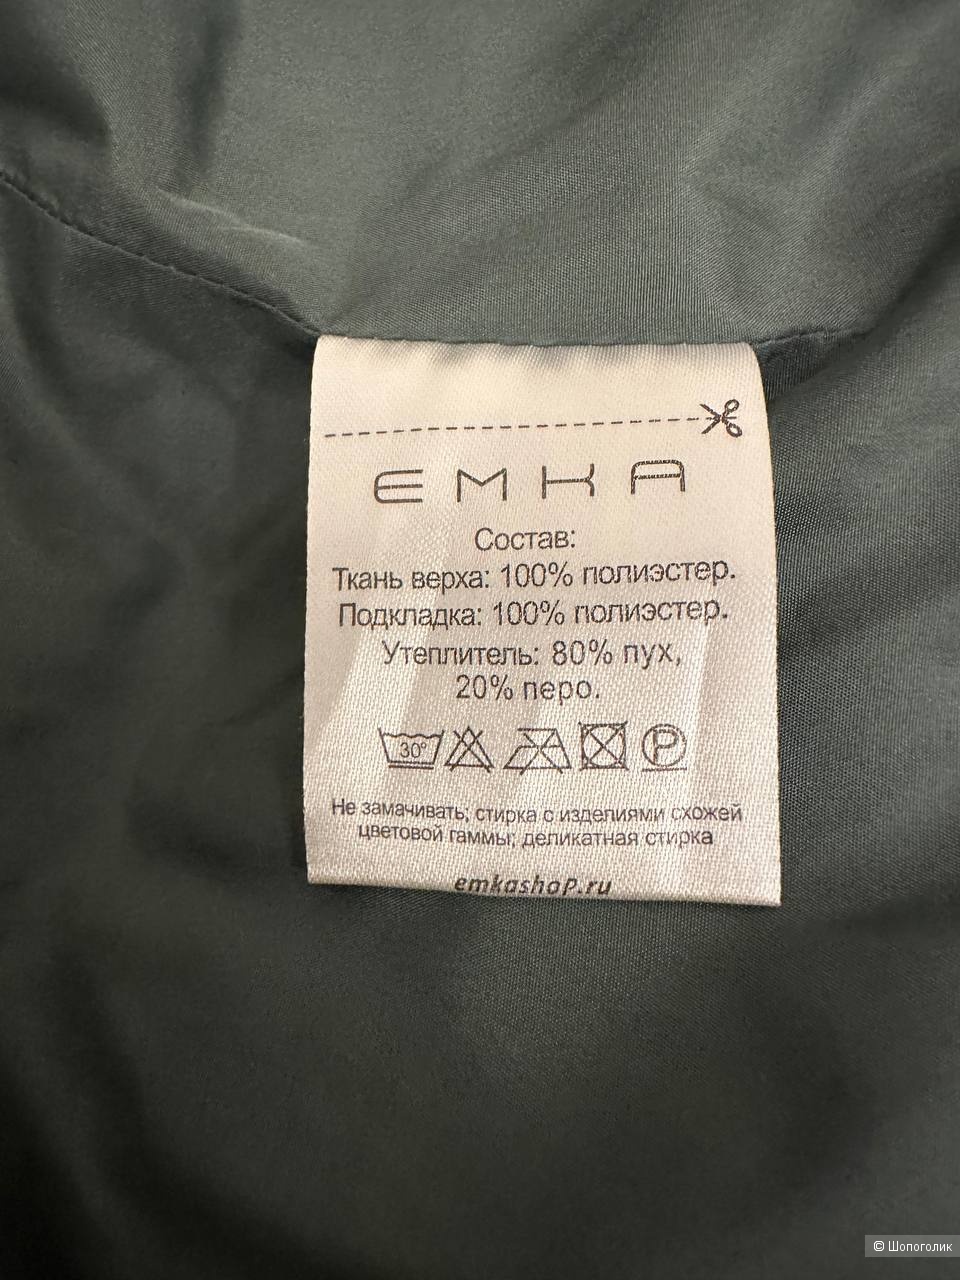 EMKA
Состав:
Ткань верха: 100% полиэстер.
Подкладка: 100% полиэстер.
Утеплитель: 80% пух,
20% перо.
30° P
Не замачивать; стирка с изделиями схожей
цветовой гаммы; деликатная стирка
emkashop.ru
© Шопоголик